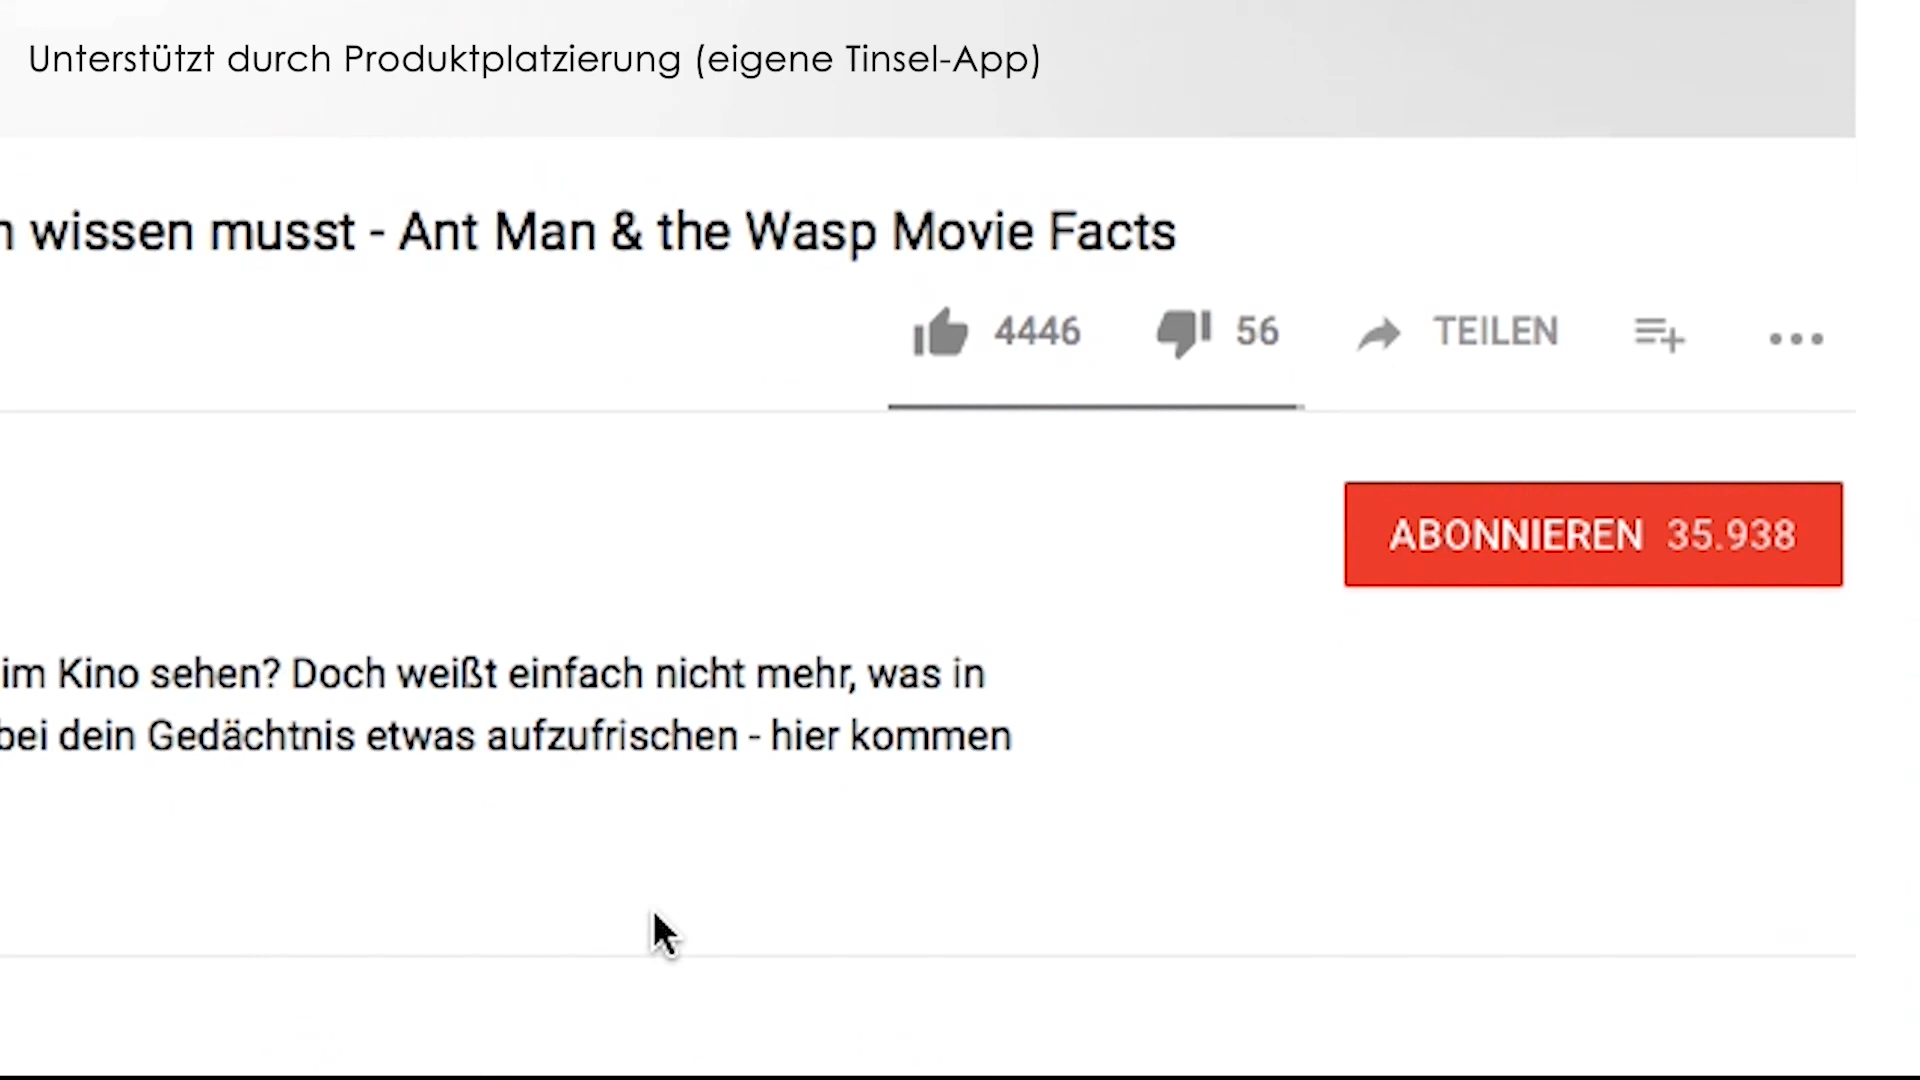 Unterstützt durch Produktplatzierung (eigene Tinsel-App)
wissen musst - Ant Man & the Wasp Movie Facts
4446 56 TEILEN
ABONNIEREN 35.938
im Kino sehen? Doch weißt einfach nicht mehr, was in
bei dein Gedächtnis etwas aufzufrischen - hier kommen